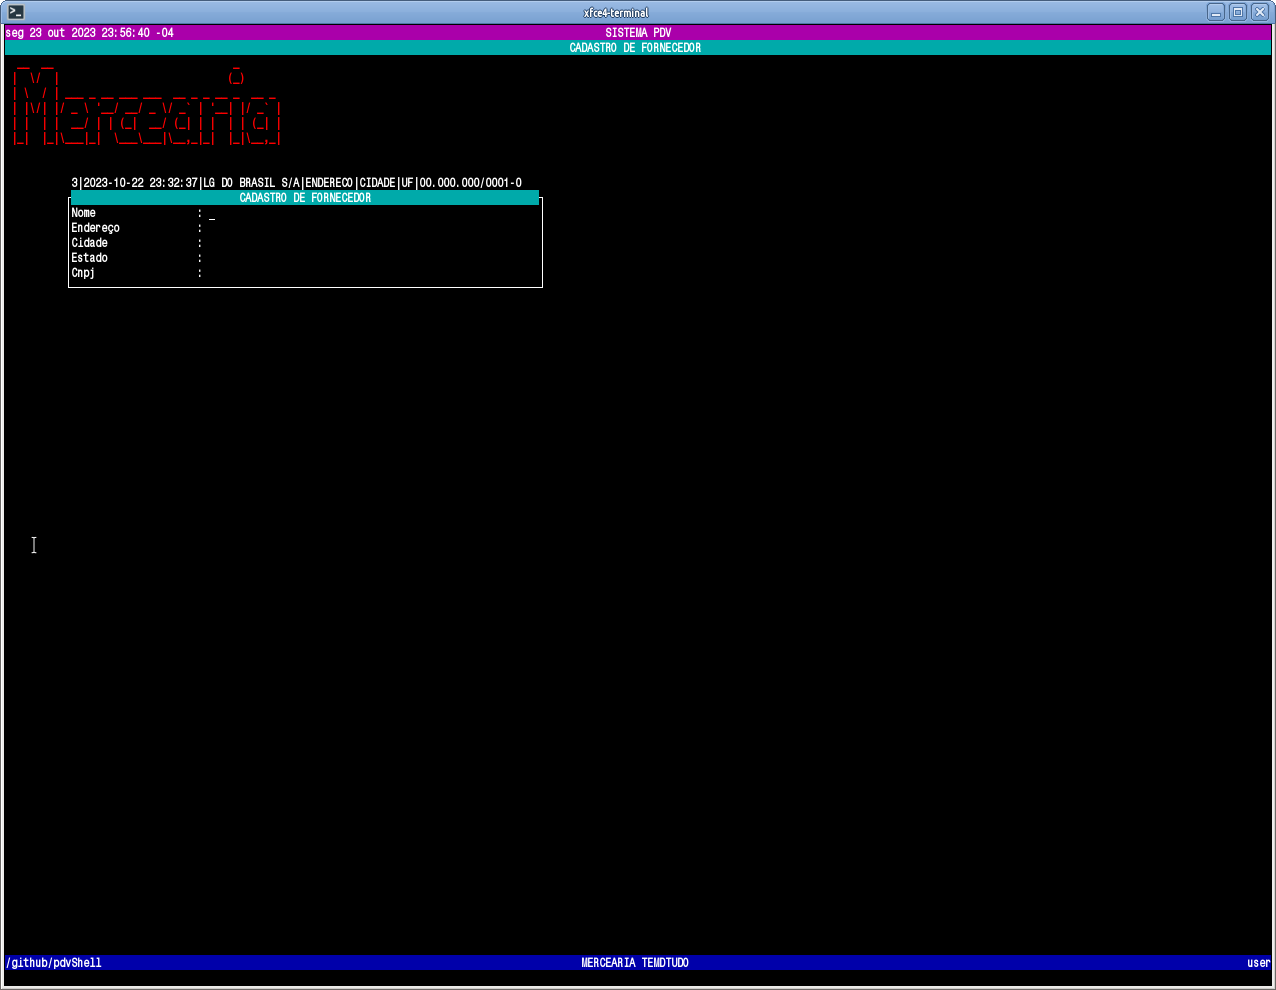 xfce4-terminal
seg 23 out 2023 23:56:40 -04 SISTEMA PDV
CADASTRO DE FORNECEDOR
Mercearia
3|2023-10-22 23:32:37|LG DO BRASIL S/A|ENDERECO|CIDADE|UF|00.000.000/0001-0
CADASTRO DE FORNECEDOR
Nome : _
Endereço :
Cidade :
Estado :
Cnpj :
/github/pdvShell MERCEARIA TEMDTUDO user